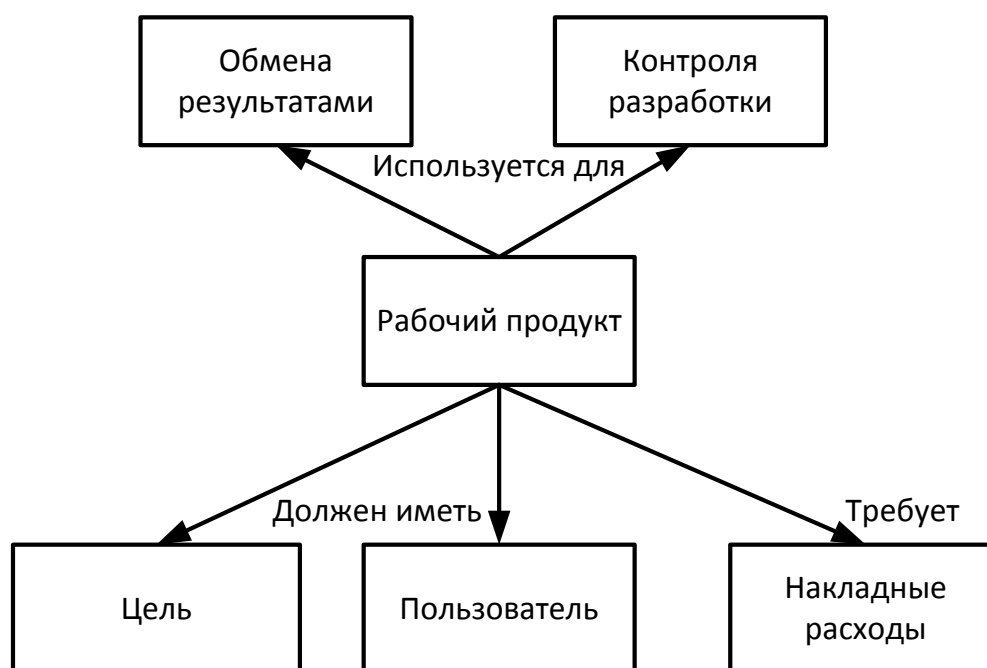 Обмена
результатами
Контроля
разработки
Используется для
Рабочий продукт
Должен иметь
Требует
Цель
Пользователь
Накладные
расходы